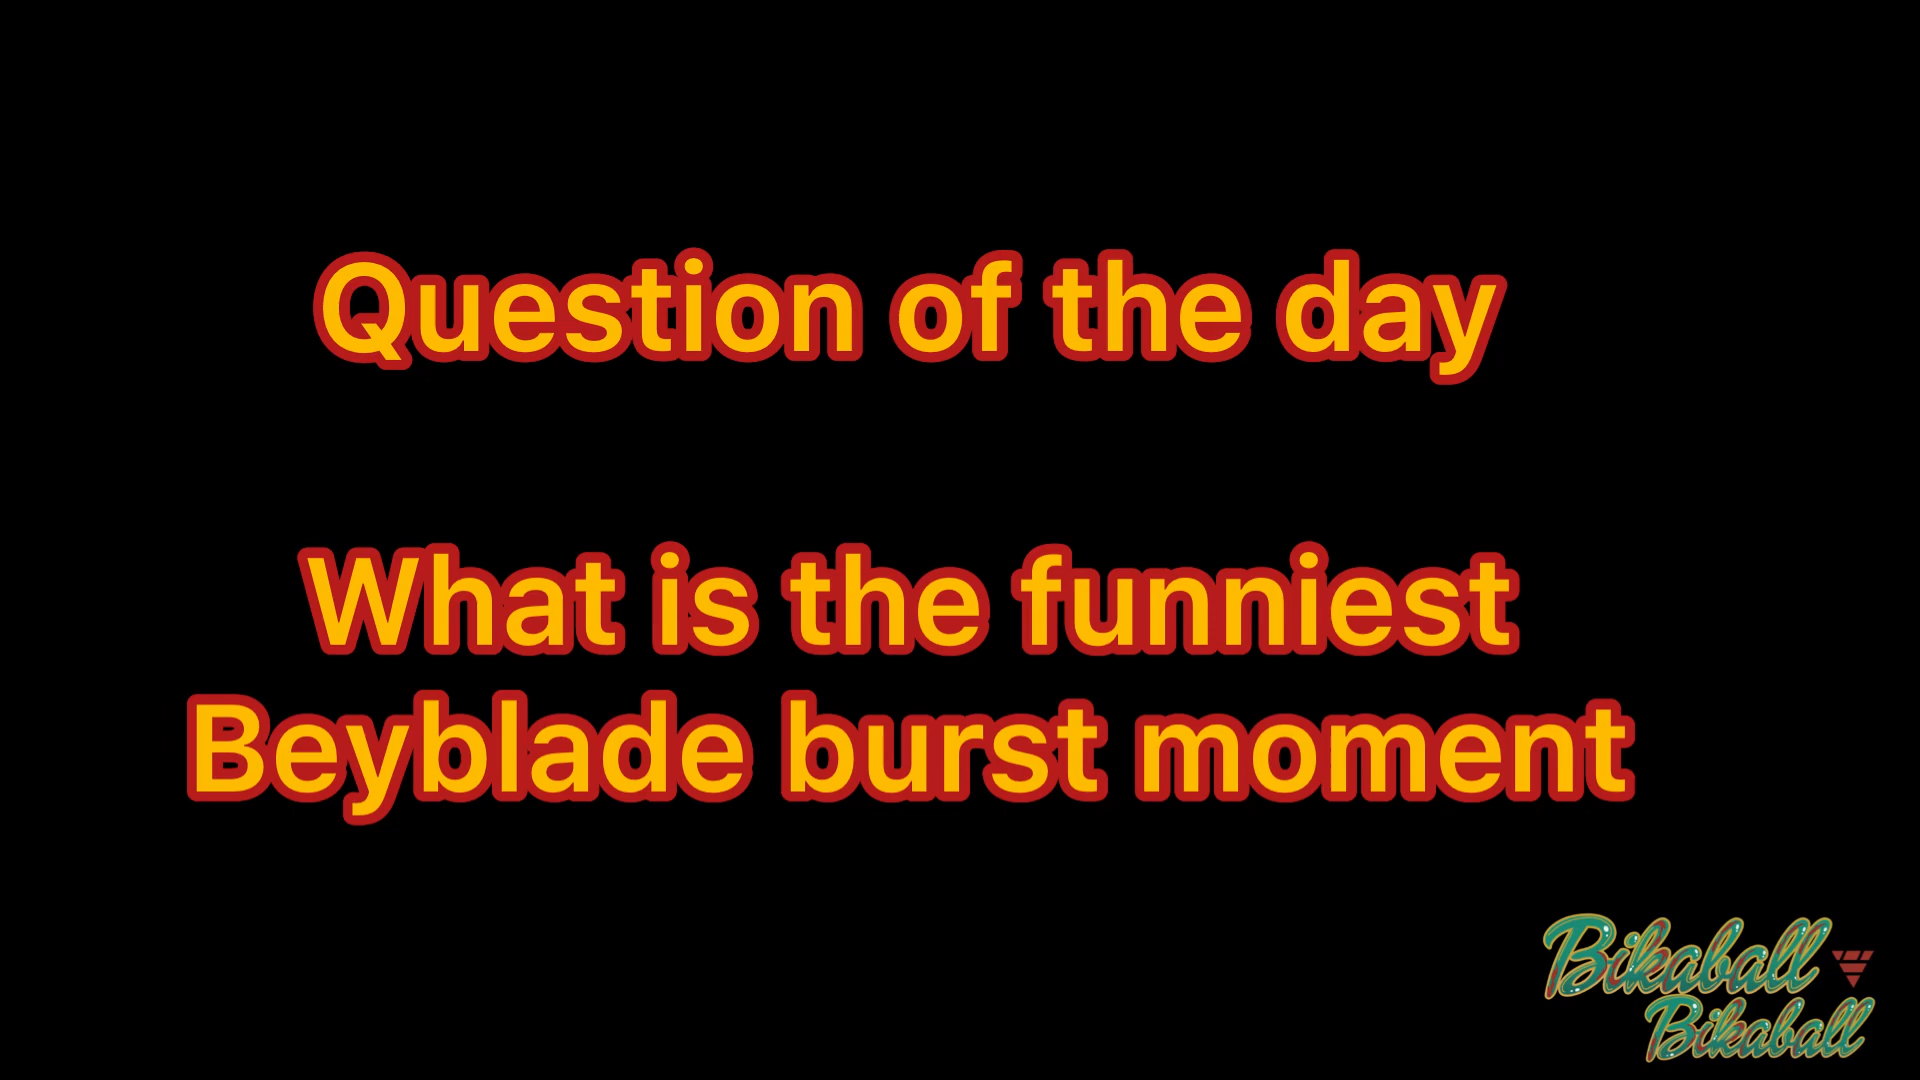 Question of the day
What is the funniest
Beyblade burst moment
Bikaball
Bikaball